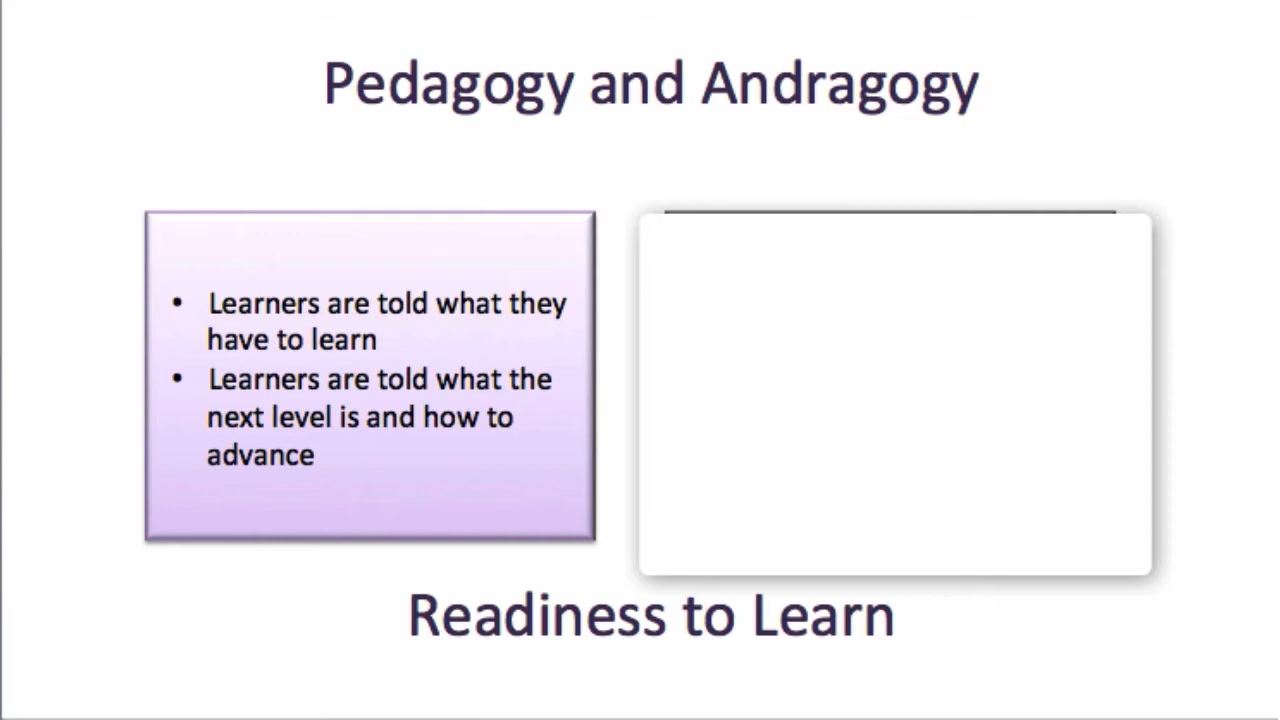 Pedagogy and Andragogy
• Learners are told what they
have to learn
• Learners are told what the
next level is and how to
advance
Readiness to Learn